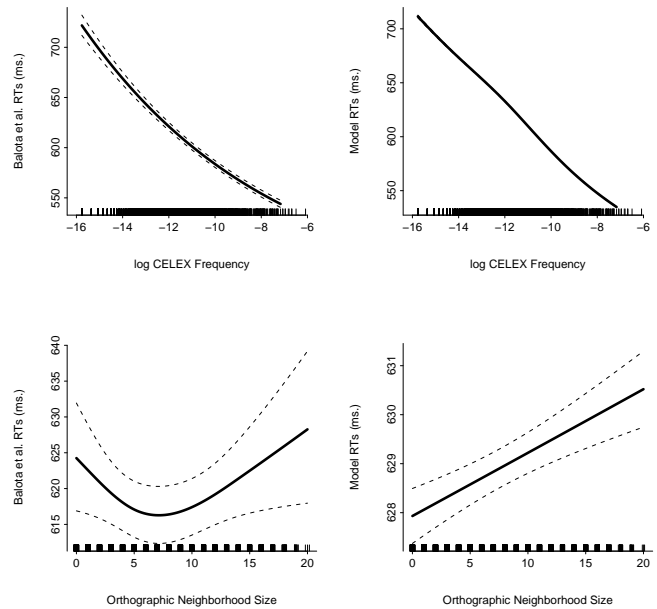 Balota et al. RTs (ms.)
550 600 650 700
−16 −14 −12 −10 −8 −6
log CELEX Frequency
Model RTs (ms.)
550 600 650 700
−16 −14 −12 −10 −8 −6
log CELEX Frequency
Balota et al. RTs (ms.)
615 620 625 630 635 640
0 5 10 15 20
Orthographic Neighborhood Size
Model RTs (ms.)
628 629 630 631
0 5 10 15 20
Orthographic Neighborhood Size